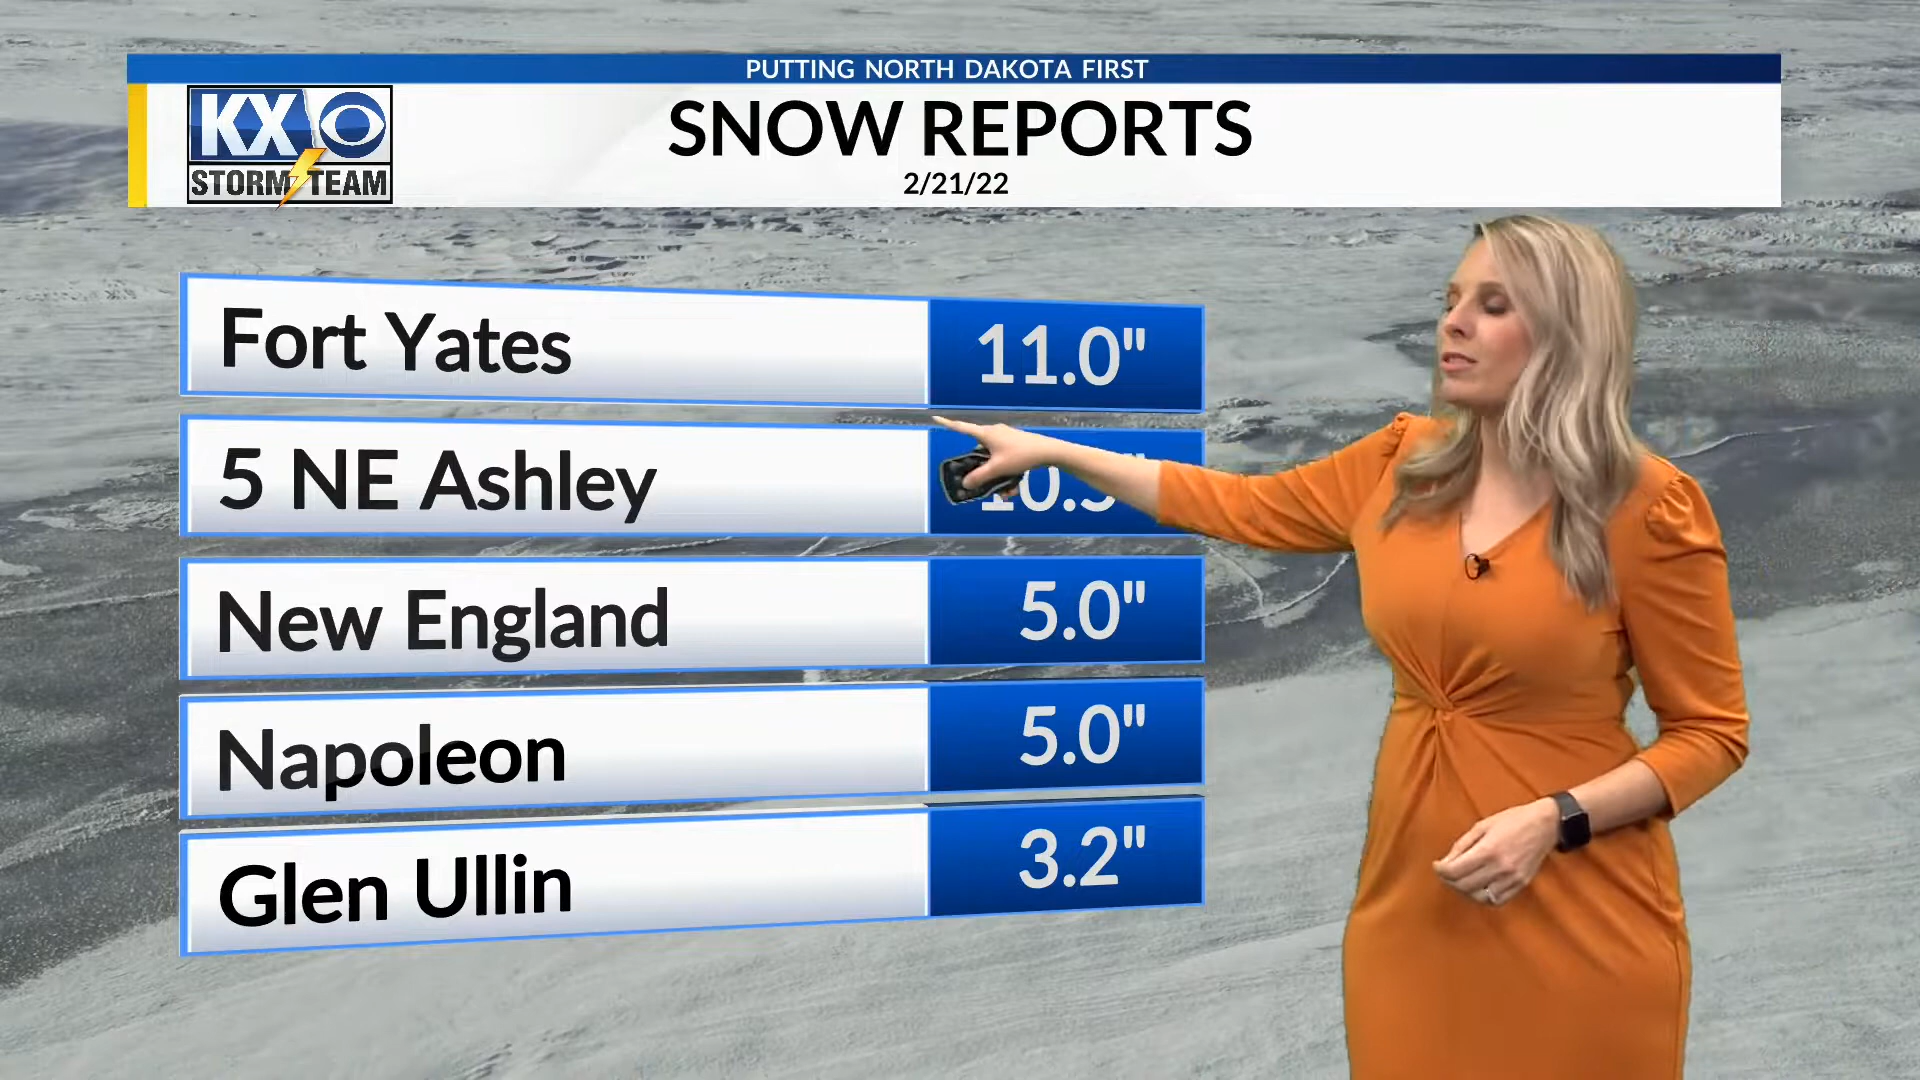 PUTTING NORTH DAKOTA FIRST
KX
STORM TEAM
SNOW REPORTS
2/21/22
Fort Yates 11.0"
5 NE Ashley
New England 5.0"
Napoleon 5.0"
Glen Ullin 3.2"